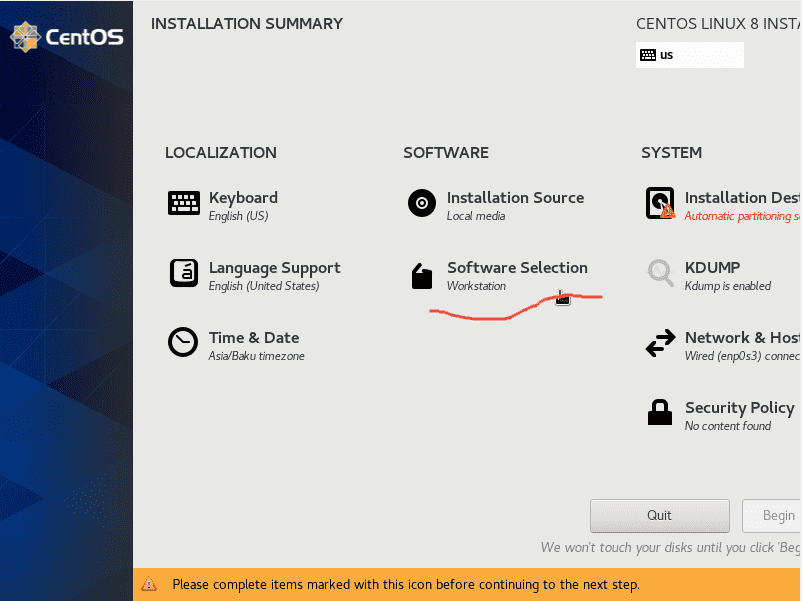 CentOS
INSTALLATION SUMMARY
CENTOS LINUX 8 INSTA
us
LOCALIZATION
Keyboard
English (US)
Language Support
English (United States)
Time & Date
Asia/Baku timezone
SOFTWARE
Installation Source
Local media
Software Selection
Workstation
SYSTEM
Installation Dest
Automatic partitioning s
KDUMP
Kdump is enabled
Network & Host
Wired (enp0s3) connec
Security Policy
No content found
Quit
Begin
We won't touch your disks until you click 'Beg
Please complete items marked with this icon before continuing to the next step.